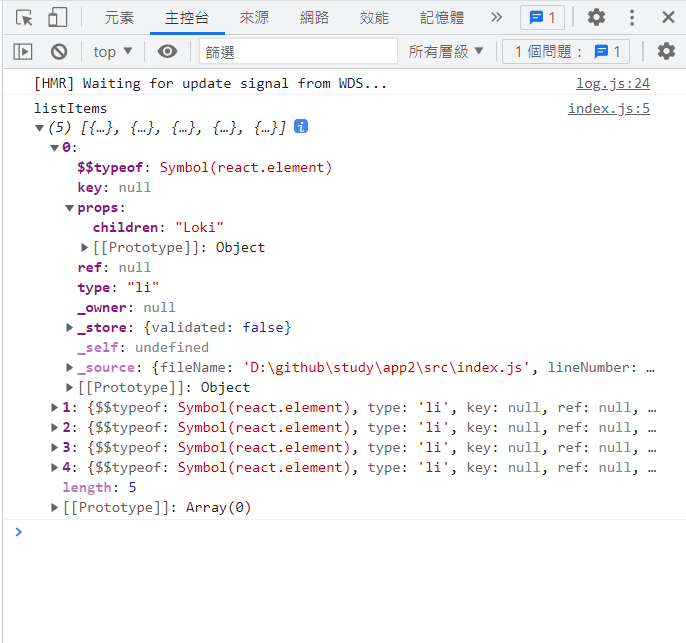 元素 主控台 來源 網路 效能 記憶體 » 1
top ▼ 篩選 所有層級 ▼ 1 個問題： 1
[HMR] Waiting for update signal from WDS... log.js:24
listItems index.js:5
▼(5) [{…}, {…}, {…}, {…}, {…}] i
▼0:
$$typeof: Symbol(react.element)
key: null
▼props:
children: "Loki"
▶[[Prototype]]: Object
ref: null
type: "li"
_owner: null
▶_store: {validated: false}
_self: undefined
▶_source: {fileName: 'D:\github\study\app2\src\index.js', lineNumber: …
▶[[Prototype]]: Object
▶1: {$$typeof: Symbol(react.element), type: 'li', key: null, ref: null, …
▶2: {$$typeof: Symbol(react.element), type: 'li', key: null, ref: null, …
▶3: {$$typeof: Symbol(react.element), type: 'li', key: null, ref: null, …
▶4: {$$typeof: Symbol(react.element), type: 'li', key: null, ref: null, …
length: 5
▶[[Prototype]]: Array(0)
>